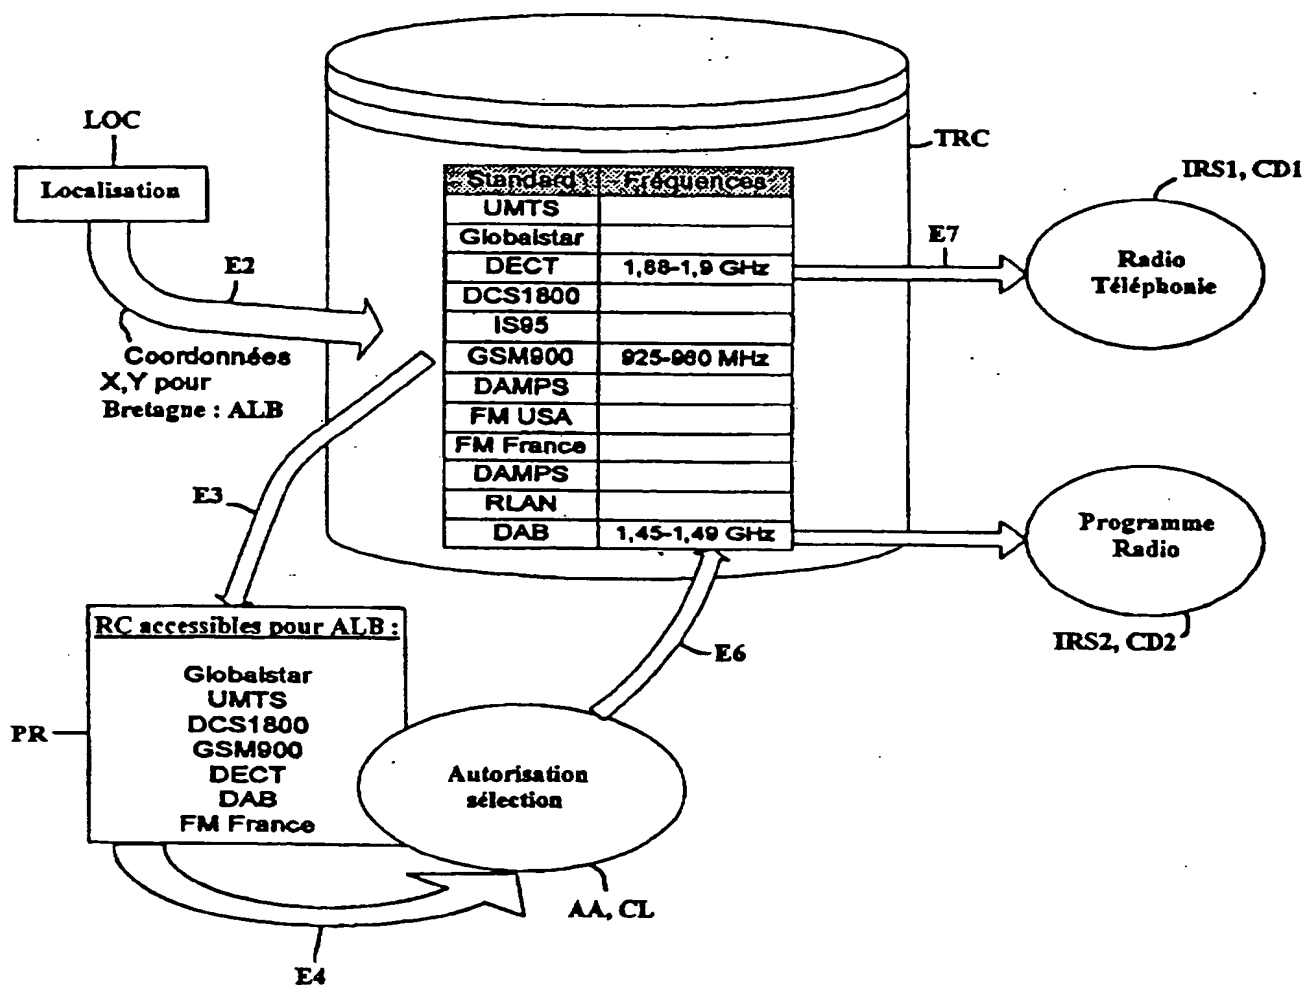 LOC
Localisation
E2
Coordonnées
X,Y pour
Bretagne : ALB
TRC
Standard Fréquences
UMTS
Globalstar
DECT 1,88-1,9 GHz
DCS1800
IS95
GSM900 925-960 MHz
DAMPS
FM USA
FM France
DAMPS
RLAN
DAB 1,45-1,49 GHz
E7
IRS1, CD1
Radio
Téléphonie
Programme
Radio
IRS2, CD2
E3
RC accessibles pour ALB :
Globalstar
UMTS
DCS1800
GSM900
DECT
DAB
FM France
PR
E6
Autorisation
sélection
AA, CL
E4